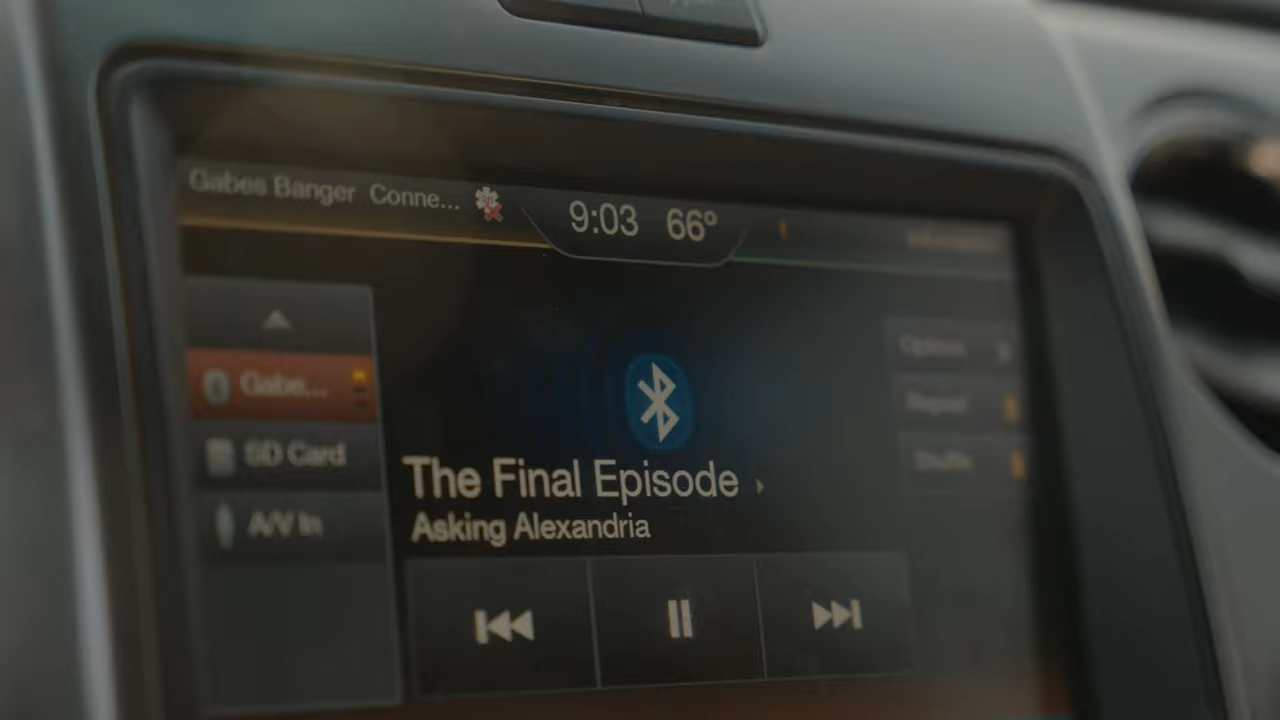 Gabes Banger Conne...
9:03 66°
Gabe...
SD Card
A/V In
The Final Episode
Asking Alexandria
Options
Repeat
Shuffle